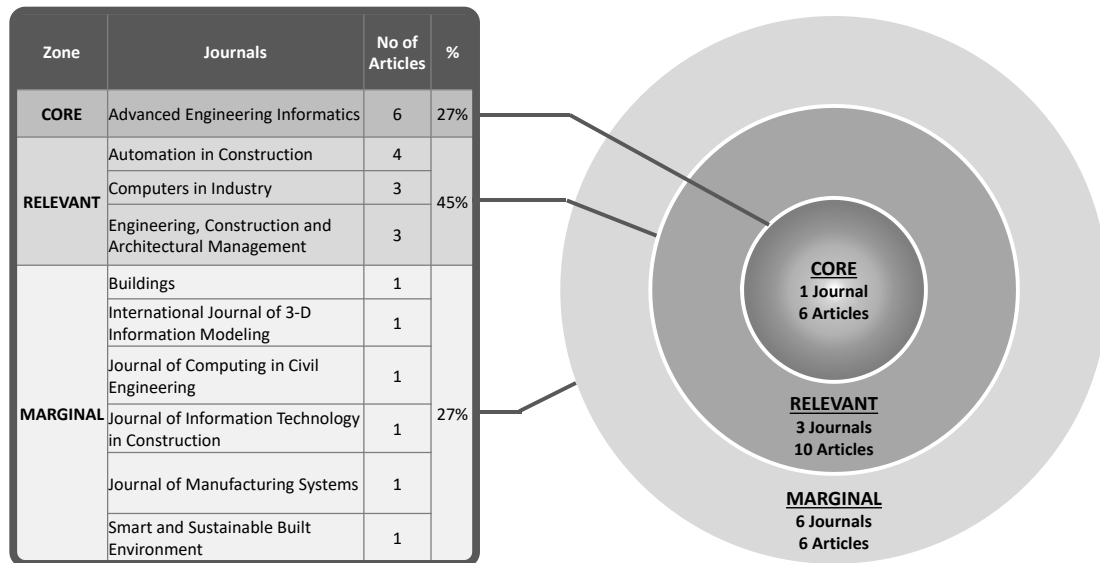 Zone Journals No of Articles %
CORE Advanced Engineering Informatics 6 27%
RELEVANT 45%
Automation in Construction 4
Computers in Industry 3
Engineering, Construction and
Architectural Management 3
MARGINAL 27%
Buildings 1
International Journal of 3-D
Information Modeling 1
Journal of Computing in Civil
Engineering 1
Journal of Information Technology
in Construction 1
Journal of Manufacturing Systems 1
Smart and Sustainable Built
Environment 1
CORE
1 Journal
6 Articles
RELEVANT
3 Journals
10 Articles
MARGINAL
6 Journals
6 Articles